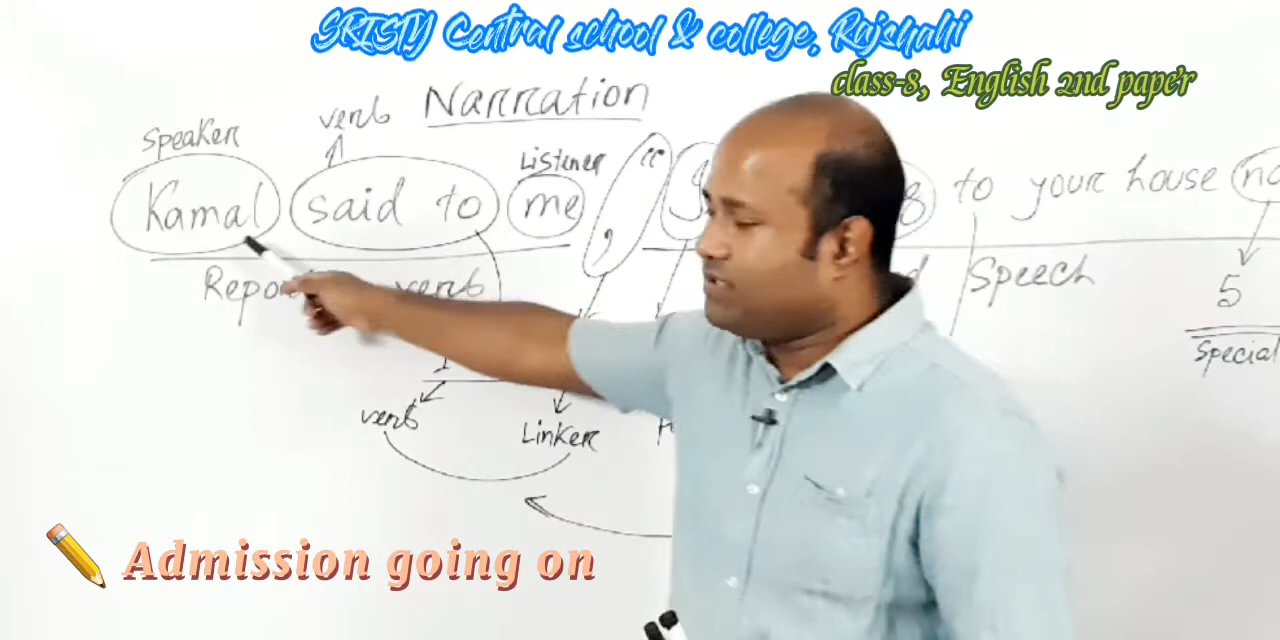 SRISTY Central school & college, Rajshahi
class-8, English 2nd paper
Narration
speaker verb Listener
Kamal said to me , “ to your house
verb Speech 5
Special
verb Linker
Admission going on